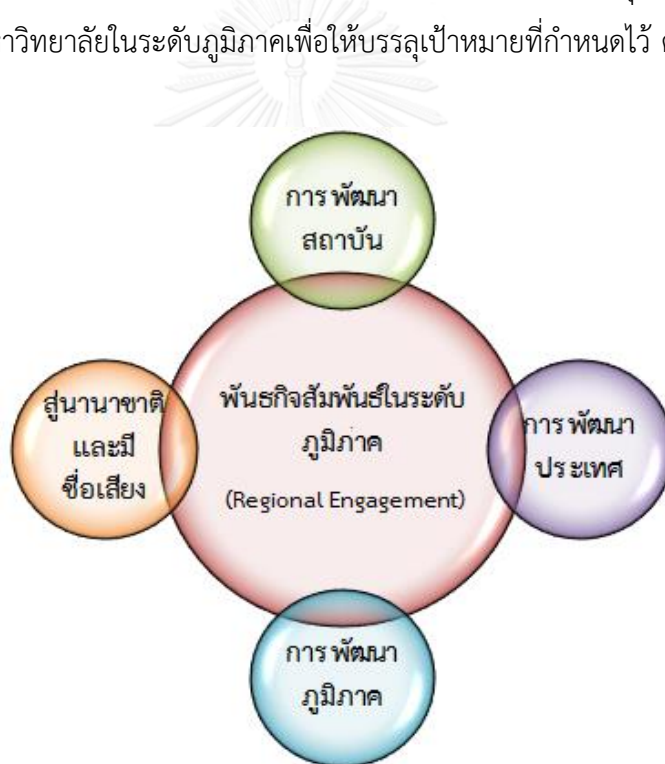 วิทยาลัยในระดับภูมิภาคเพื่อให้บรรลุเป้าหมายที่กำหนดไว้
การ พัฒนา
สถาบัน
สู่นานาชาติ
และมี
ชื่อเสียง
พันธกิจสัมพันธ์ในระดับ
ภูมิภาค
(Regional Engagement)
การ พัฒนา
ประเทศ
การ พัฒนา
ภูมิภาค